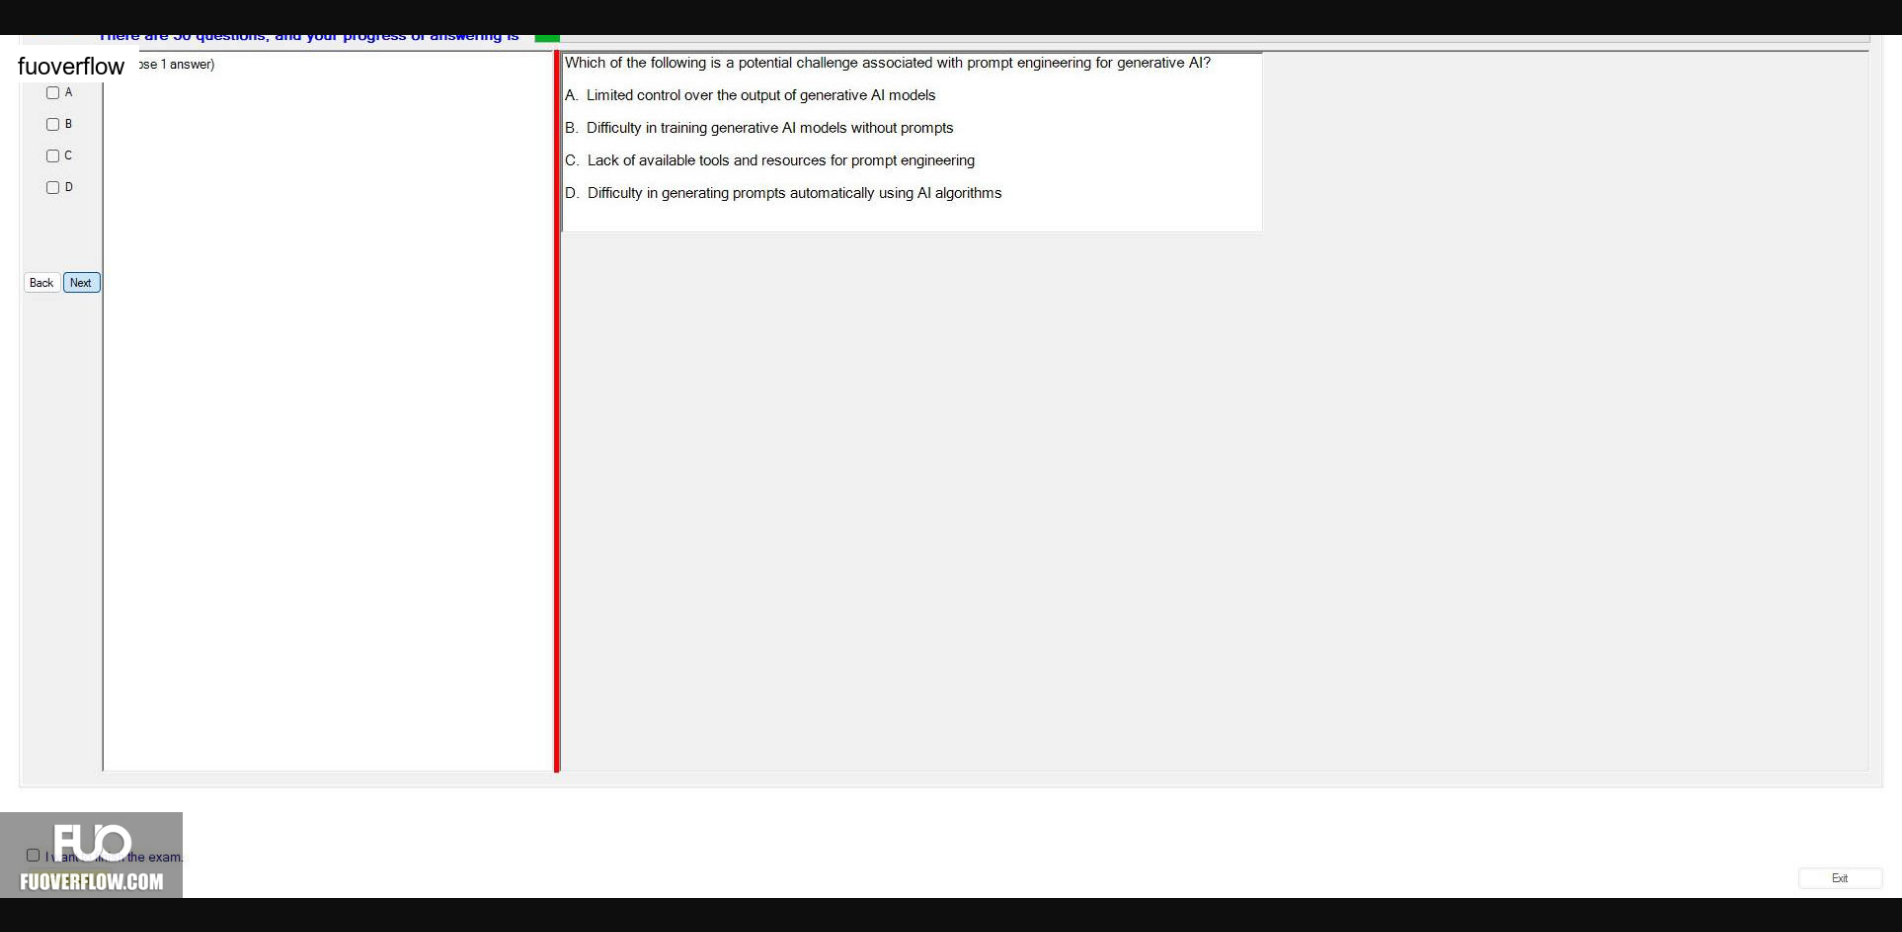 There are 50 questions, and your progress of answering is
fuoverflow
ose 1 answer)
A
B
C
D
Back
Next
Which of the following is a potential challenge associated with prompt engineering for generative AI?
A. Limited control over the output of generative AI models
B. Difficulty in training generative AI models without prompts
C. Lack of available tools and resources for prompt engineering
D. Difficulty in generating prompts automatically using AI algorithms
FUO
I want the exam.
FUOVERFLOW.COM
Exit